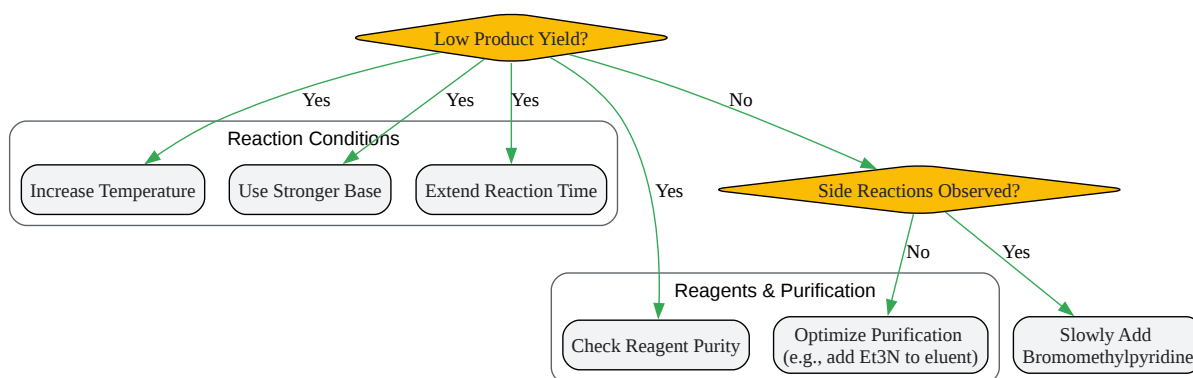 Low Product Yield?
Yes
Yes
Yes
No
Reaction Conditions
Increase Temperature
Use Stronger Base
Extend Reaction Time
Yes
Side Reactions Observed?
No
Yes
Reagents & Purification
Check Reagent Purity
Optimize Purification
(e.g., add Et3N to eluent)
Slowly Add
Bromomethylpyridine